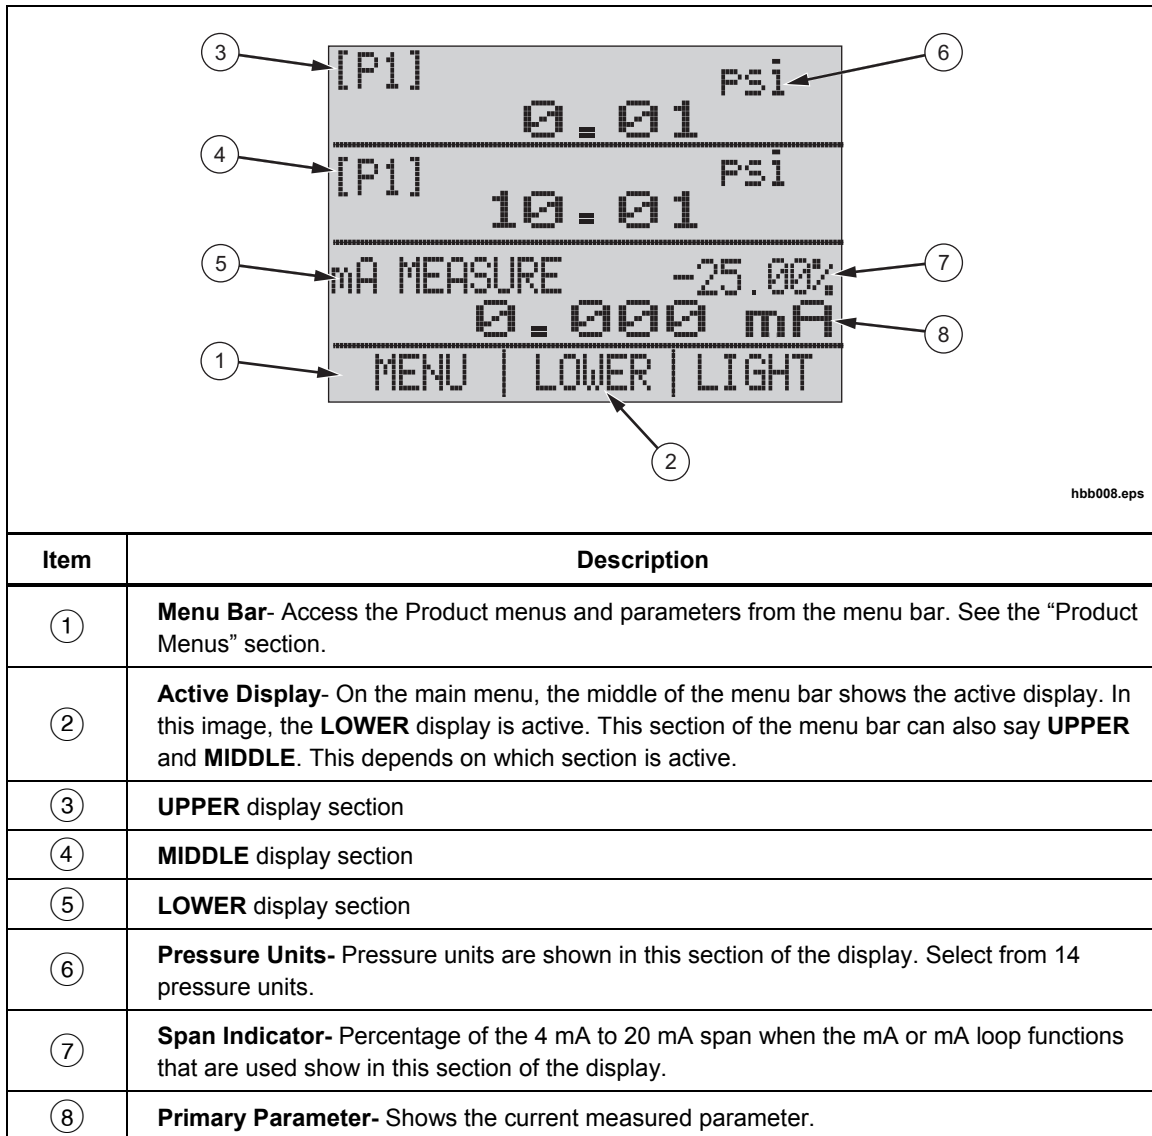 3
[P1]
psi
6
0.01
4
[P1]
psi
10.01
5
mA MEASURE -25.00%
7
0.000 mA
8
1
MENU | LOWER | LIGHT
2
hbb008.eps
Item Description
1
Menu Bar- Access the Product menus and parameters from the menu bar. See the “Product
Menus” section.
2
Active Display- On the main menu, the middle of the menu bar shows the active display. In
this image, the LOWER display is active. This section of the menu bar can also say UPPER
and MIDDLE. This depends on which section is active.
3
UPPER display section
4
MIDDLE display section
5
LOWER display section
6
Pressure Units- Pressure units are shown in this section of the display. Select from 14
pressure units.
7
Span Indicator- Percentage of the 4 mA to 20 mA span when the mA or mA loop functions
that are used show in this section of the display.
8
Primary Parameter- Shows the current measured parameter.